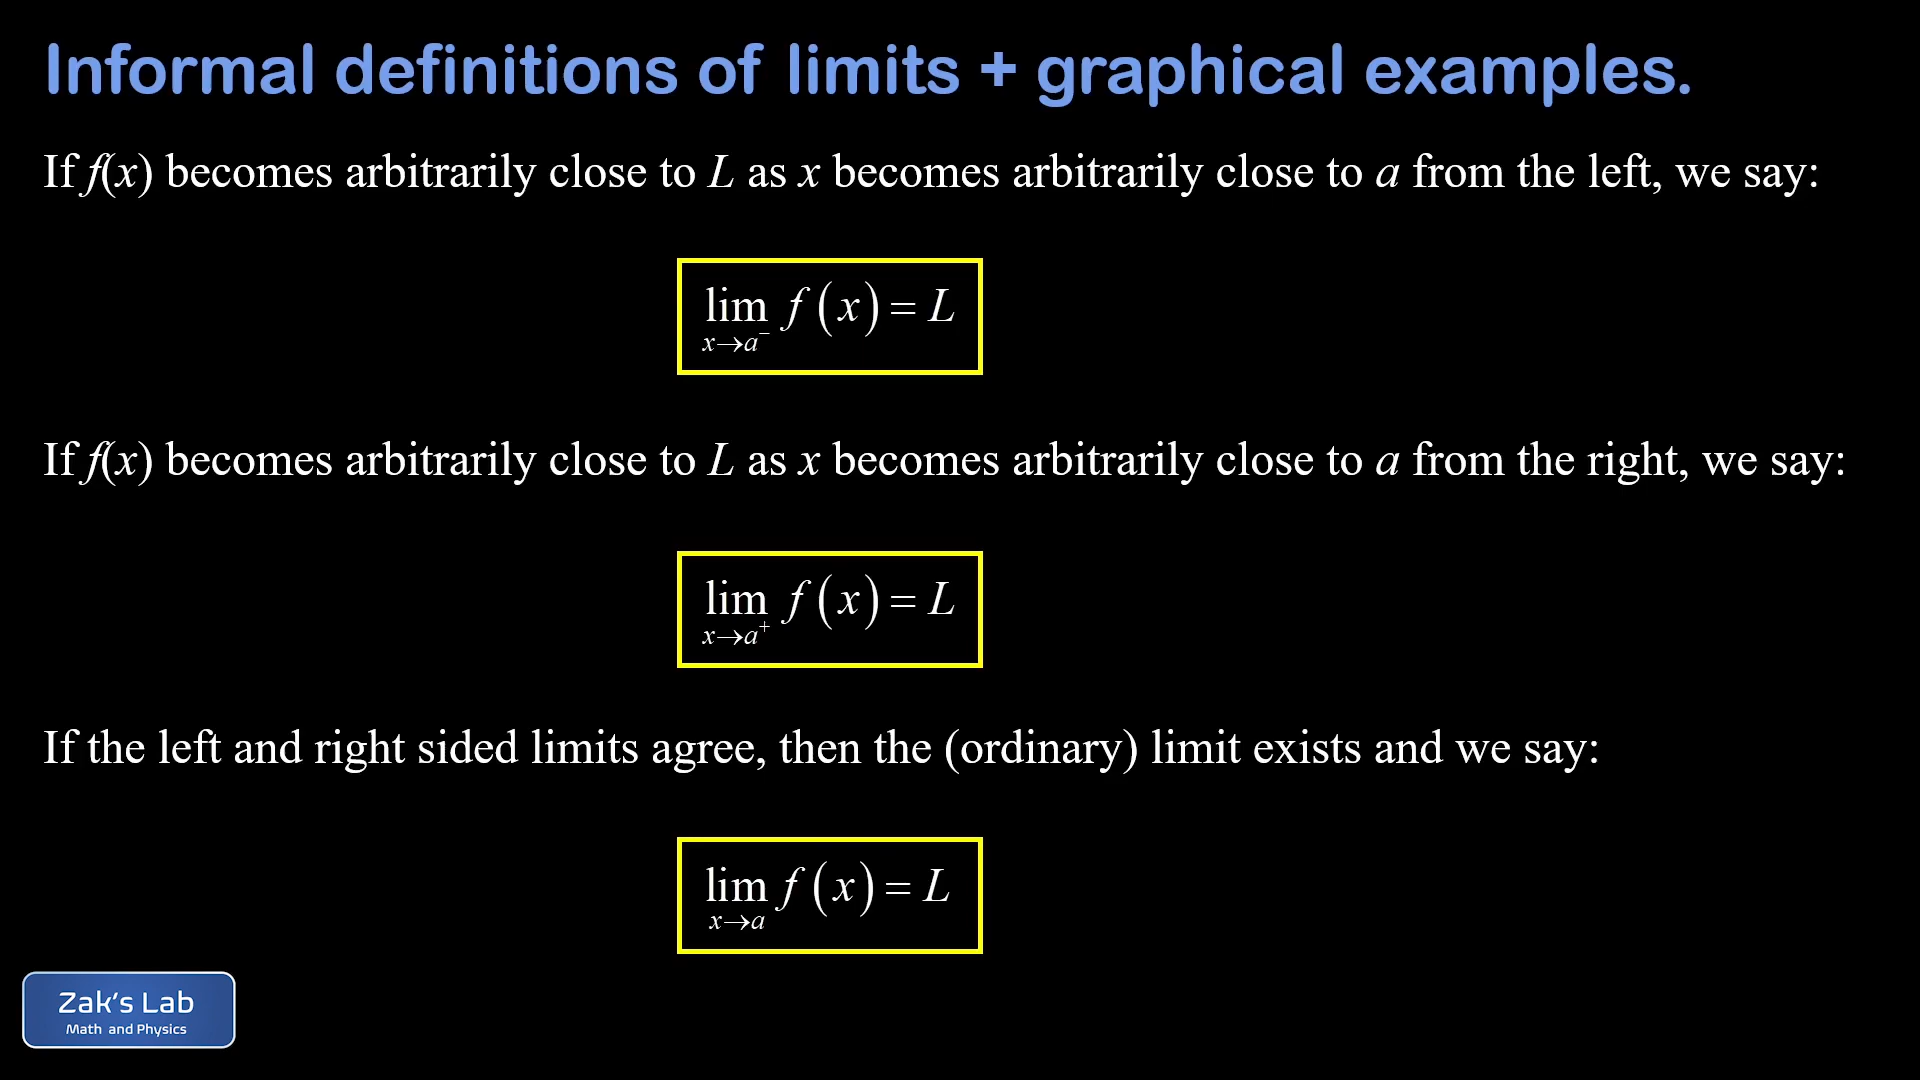 Informal definitions of limits + graphical examples.
If f(x) becomes arbitrarily close to L as x becomes arbitrarily close to a from the left, we say:
lim f(x) = L
x→a⁻
If f(x) becomes arbitrarily close to L as x becomes arbitrarily close to a from the right, we say:
lim f(x) = L
x→a⁺
If the left and right sided limits agree, then the (ordinary) limit exists and we say:
lim f(x) = L
x→a
Zak's Lab
Math and Physics